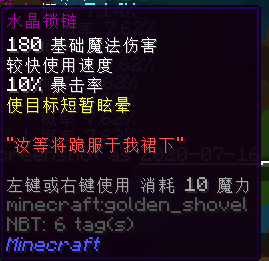 水晶锁链
180 基础魔法伤害
较快使用速度
10% 暴击率
使目标短暂眩晕
"汝等将跪服于我裙下"
左键或右键使用 消耗 10 魔力
minecraft:golden_shovel
NBT: 6 tag(s)
Minecraft